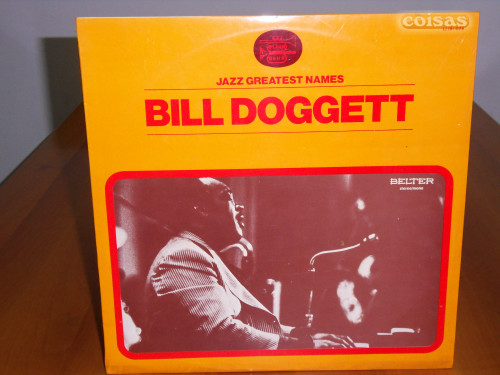 coisas
JAZZ GREATEST NAMES
BILL DOGGETT
BELTER